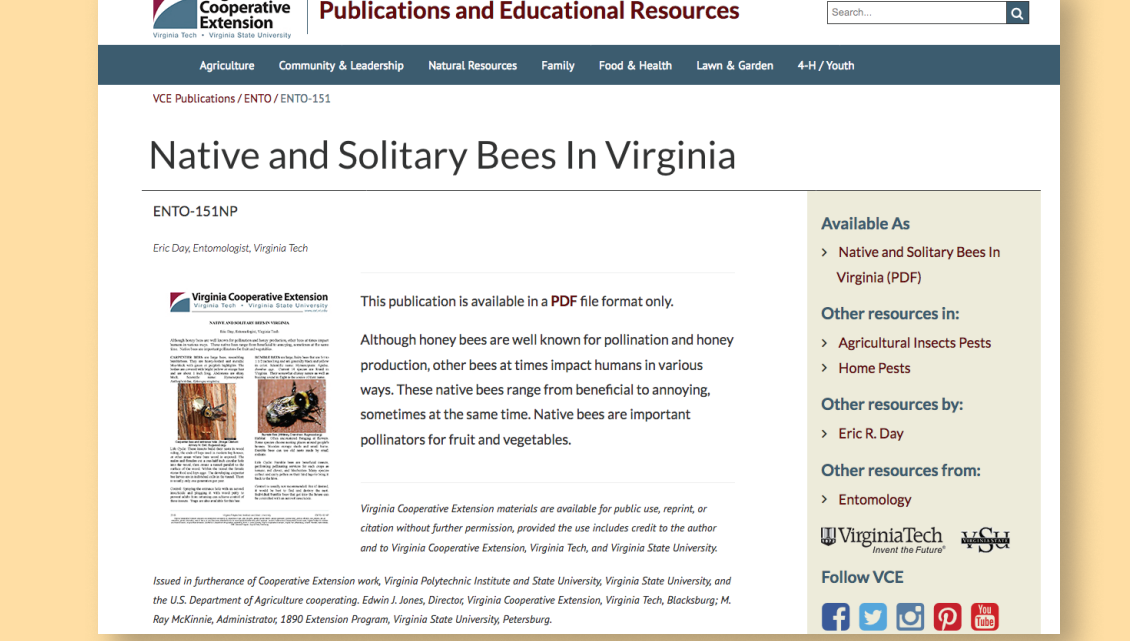 Cooperative
Extension
Virginia Tech • Virginia State University
Publications and Educational Resources
Search...
Agriculture Community & Leadership Natural Resources Family Food & Health Lawn & Garden 4-H / Youth
VCE Publications / ENTO / ENTO-151
Native and Solitary Bees In Virginia
ENTO-151NP
Eric Day, Entomologist, Virginia Tech
Virginia Cooperative Extension
Virginia Tech • Virginia State University
NATIVE AND SOLITARY BEES IN VIRGINIA
Eric Day, Entomologist, Virginia Tech
This publication is available in a PDF file format only.
Although honey bees are well known for pollination and honey
production, other bees at times impact humans in various
ways. These native bees range from beneficial to annoying,
sometimes at the same time. Native bees are important
pollinators for fruit and vegetables.
Virginia Cooperative Extension materials are available for public use, reprint, or
citation without further permission, provided the use includes credit to the author
and to Virginia Cooperative Extension, Virginia Tech, and Virginia State University.
Issued in furtherance of Cooperative Extension work, Virginia Polytechnic Institute and State University, Virginia State University, and
the U.S. Department of Agriculture cooperating. Edwin J. Jones, Director, Virginia Cooperative Extension, Virginia Tech, Blacksburg; M.
Ray McKinnie, Administrator, 1890 Extension Program, Virginia State University, Petersburg.
Available As
Native and Solitary Bees In
Virginia (PDF)
Other resources in:
Agricultural Insects Pests
Home Pests
Other resources by:
Eric R. Day
Other resources from:
Entomology
VirginiaTech
Invent the Future®
VSU
Follow VCE
You
Tube